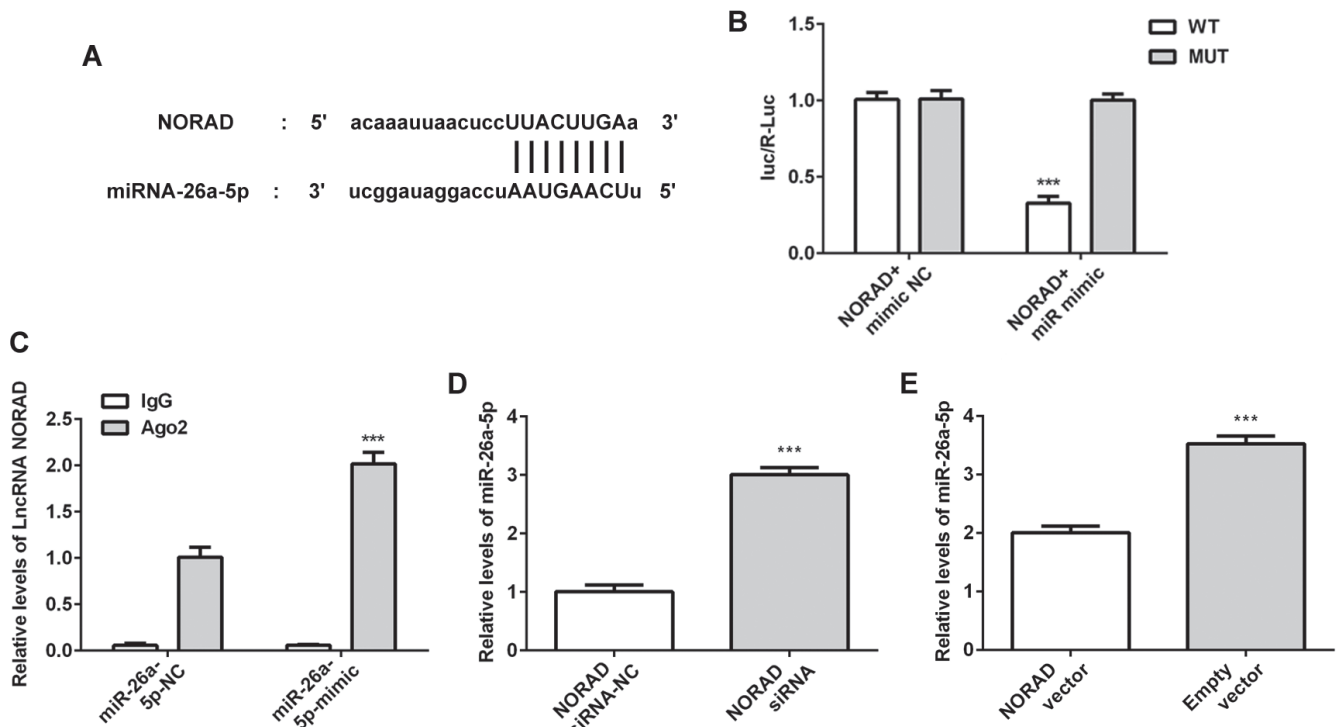 A
NORAD : 5' acaaauuaacuccUUACUUGAa 3'
miRNA-26a-5p : 3' ucggauaggaccuAAUGAACUu 5'
B
WT
MUT
luc/R-Luc
1.5
1.0
0.5
0.0
***
NORAD+
mimic NC
NORAD+
miR mimic
C
IgG
Ago2
Relative levels of LncRNA NORAD
2.5
2.0
1.5
1.0
0.5
0.0
***
miR-26a-
5p-NC
miR-26a-
5p-mimic
D
Relative levels of miR-26a-5p
4
3
2
1
0
***
NORAD
siRNA-NC
NORAD
siRNA
E
Relative levels of miR-26a-5p
4
3
2
1
0
***
NORAD
vector
Empty
vector